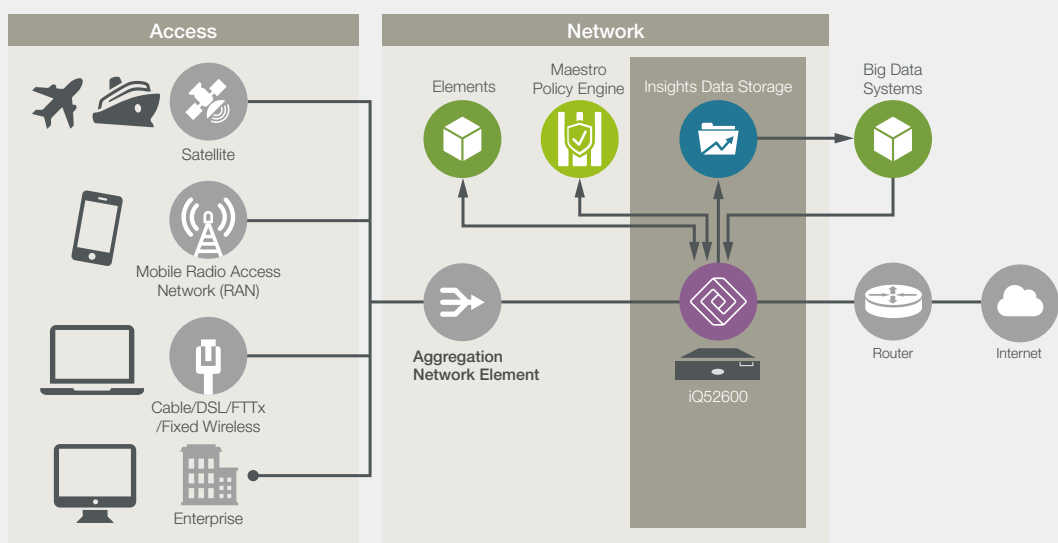 Access
Network
Satellite
Mobile Radio Access
Network (RAN)
Cable/DSL/FTTx
/Fixed Wireless
Enterprise
Elements
Maestro
Policy Engine
Insights Data Storage
Big Data
Systems
Aggregation
Network Element
iQ52600
Router
Internet